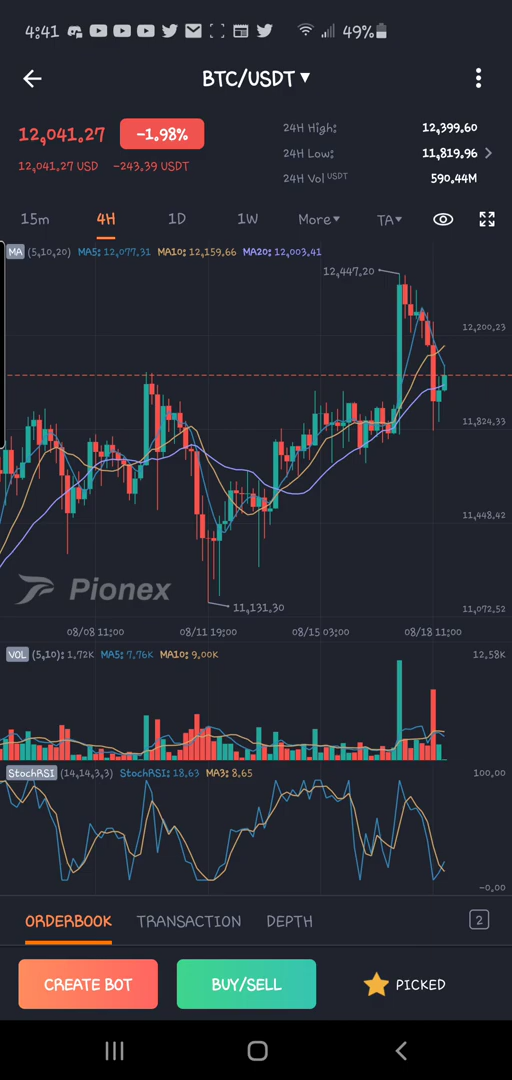 4:41 49%
BTC/USDT▼
12,041.27 -1.98%
12,041.27 USD -243.39 USDT
24H High: 12,399.60
24H Low: 11,819.96
24H Vol USDT 590.44M
15m 4H 1D 1W More▼ TA▼
MA (5,10,20) MA5: 12,077.31 MA10: 12,159.66 MA20: 12,003.41
12,447.20
12,200.23
11,824.33
11,448.42
Pionex
11,131.30
11,072.52
08/08 11:00 08/11 19:00 08/15 03:00 08/18 11:00
VOL (5,10): 1.72K MA5: 7.76K MA10: 9.00K 12.58K
StochRSI (14,14,3,3) StochRSI: 18.63 MA3: 8.65 100.00
-0.00
ORDERBOOK TRANSACTION DEPTH 2
CREATE BOT BUY/SELL PICKED